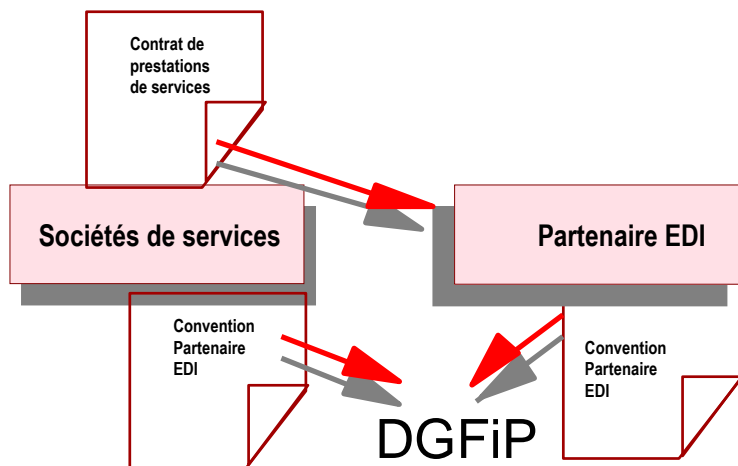 Contrat de
prestations
de services
Sociétés de services
Partenaire EDI
Convention
Partenaire
EDI
Convention
Partenaire
EDI
DGFiP